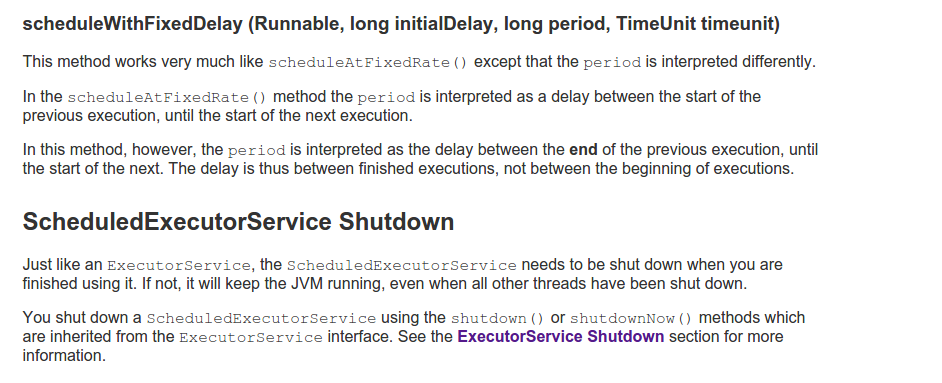 scheduleWithFixedDelay (Runnable, long initialDelay, long period, TimeUnit timeunit)
This method works very much like scheduleAtFixedRate() except that the period is interpreted differently.
In the scheduleAtFixedRate() method the period is interpreted as a delay between the start of the
previous execution, until the start of the next execution.
In this method, however, the period is interpreted as the delay between the end of the previous execution, until
the start of the next. The delay is thus between finished executions, not between the beginning of executions.
ScheduledExecutorService Shutdown
Just like an ExecutorService, the ScheduledExecutorService needs to be shut down when you are
finished using it. If not, it will keep the JVM running, even when all other threads have been shut down.
You shut down a ScheduledExecutorService using the shutdown() or shutdownNow() methods which
are inherited from the ExecutorService interface. See the ExecutorService Shutdown section for more
information.